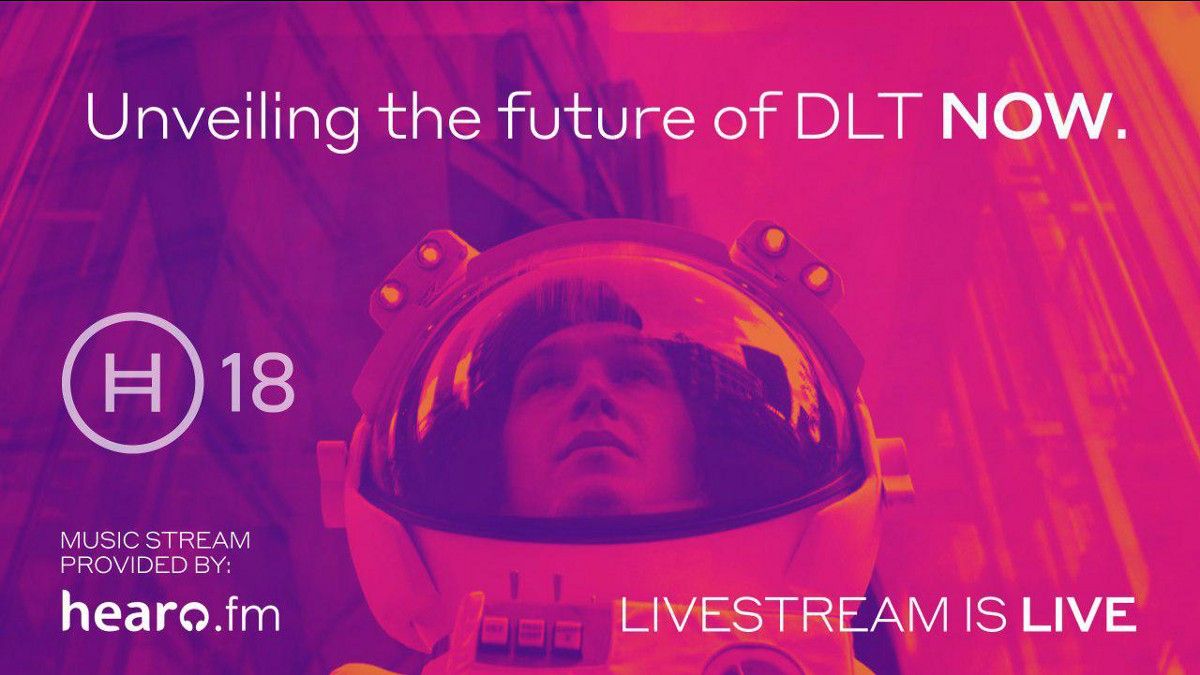 Unveiling the future of DLT NOW.
H 18
MUSIC STREAM
PROVIDED BY:
hearo.fm
LIVESTREAM IS LIVE